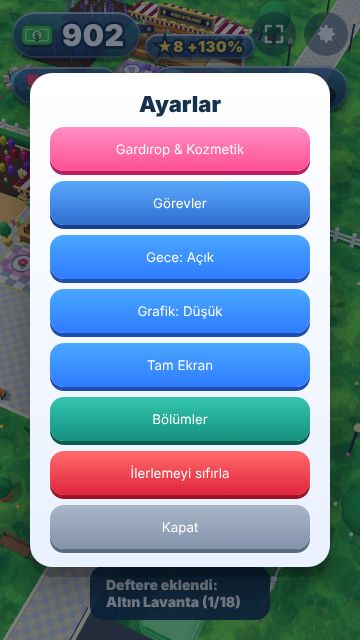 902
★8 +130%
Ayarlar
Gardırop & Kozmetik
Görevler
Gece: Açık
Grafik: Düşük
Tam Ekran
Bölümler
İlerlemeyi sıfırla
Kapat
Deftere eklendi:
Altın Lavanta (1/18)